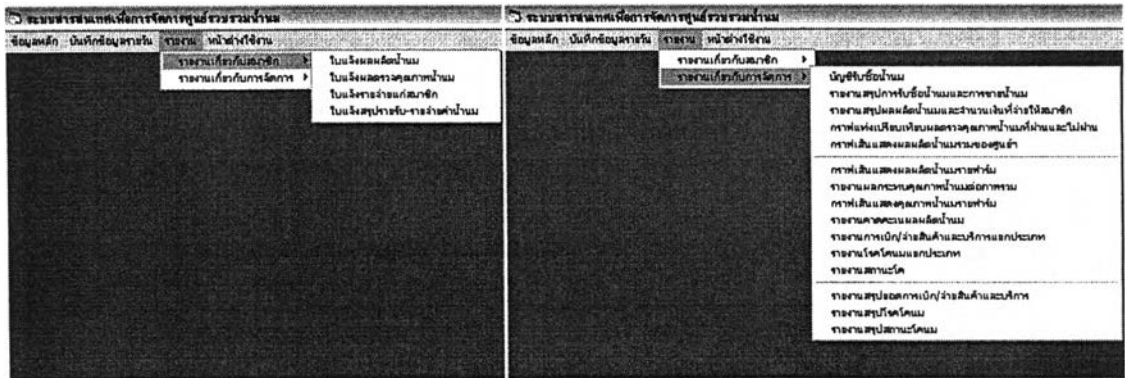 ระบบสารสนเทศเพื่อการจัดการศูนย์รวบรวมน้ำนม
ข้อมูลหลัก บันทึกข้อมูลรายวัน รายงาน หน้าต่างใช้งาน
รายงานเกี่ยวกับสมาชิก
รายงานเกี่ยวกับการจัดการ
ใบแจ้งผลผลิตน้ำนม
ใบแจ้งผลตรวจคุณภาพน้ำนม
ใบแจ้งรายจ่ายแก่สมาชิก
ใบแจ้งสรุปรายรับ-รายจ่ายค่าน้ำนม
ระบบสารสนเทศเพื่อการจัดการศูนย์รวบรวมน้ำนม
ข้อมูลหลัก บันทึกข้อมูลรายวัน รายงาน หน้าต่างใช้งาน
รายงานเกี่ยวกับสมาชิก
รายงานเกี่ยวกับการจัดการ
บัญชีรับซื้อน้ำนม
รายงานสรุปการรับซื้อน้ำนมและการขายน้ำนม
รายงานสรุปผลผลิตน้ำนมและจำนวนเงินที่จ่ายให้สมาชิก
กราฟแท่งเปรียบเทียบผลตรวจคุณภาพน้ำนมที่ผ่านและไม่ผ่าน
กราฟเส้นแสดงผลผลิตน้ำนมรวมของศูนย์ฯ
กราฟเส้นแสดงผลผลิตน้ำนมรายฟาร์ม
รายงานผลกระทบคุณภาพน้ำนมต่อภาพรวม
กราฟเส้นแสดงคุณภาพน้ำนมรายฟาร์ม
รายงานคาดคะเนผลผลิตน้ำนม
รายงานการเบิก/จ่ายสินค้าและบริการแยกประเภท
รายงานโรคโคนมแยกประเภท
รายงานสถานะโค
รายงานสรุปยอดการเบิก/จ่ายสินค้าและบริการ
รายงานสรุปโรคโคนม
รายงานสรุปสถานะโคนม